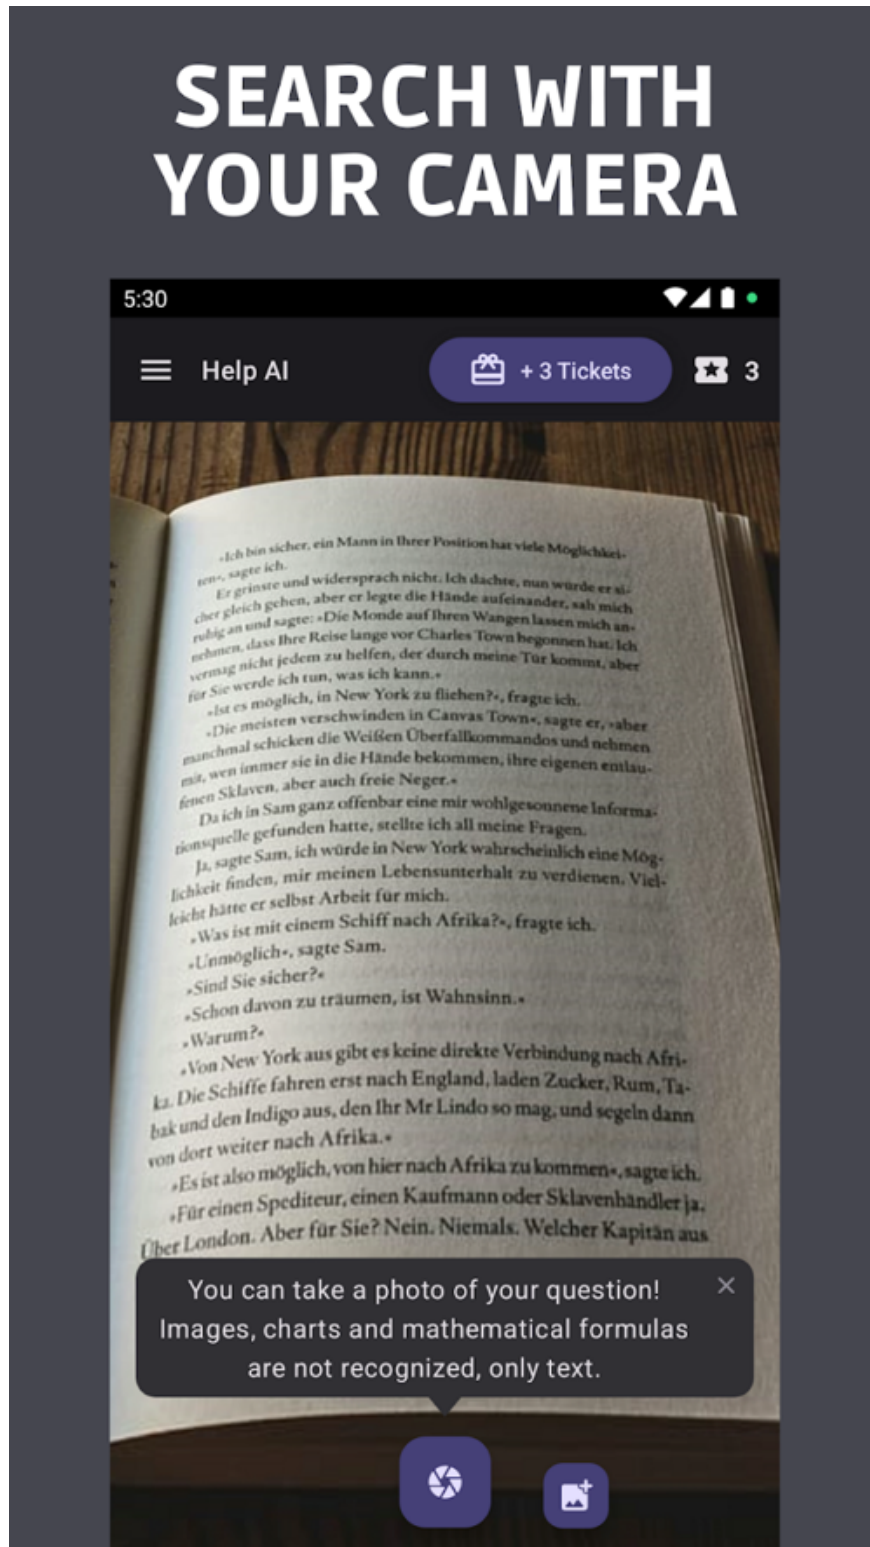 SEARCH WITH
YOUR CAMERA
5:30
Help AI
+ 3 Tickets
3
»Ich bin sicher, ein Mann in Ihrer Position hat viele Möglichkei-
ten«, sagte ich.
Er grinste und widersprach nicht. Ich dachte, nun würde er si-
cher gleich gehen, aber er legte die Hände aufeinander, sah mich
ruhig an und sagte: »Die Monde auf Ihren Wangen lassen mich an-
nehmen, dass Ihre Reise lange vor Charles Town begonnen hat. Ich
vermag nicht jedem zu helfen, der durch meine Tür kommt, aber
für Sie werde ich tun, was ich kann.«
»Ist es möglich, in New York zu fliehen?«, fragte ich.
»Die meisten verschwinden in Canvas Town«, sagte er, »aber
manchmal schicken die Weißen Überfallkommandos und nehmen
mit, wen immer sie in die Hände bekommen, ihre eigenen entlau-
fenen Sklaven, aber auch freie Neger.«
Da ich in Sam ganz offenbar eine mir wohlgesonnene Informa-
tionsquelle gefunden hatte, stellte ich all meine Fragen.
Ja, sagte Sam, ich würde in New York wahrscheinlich eine Mög-
lichkeit finden, mir meinen Lebensunterhalt zu verdienen. Viel-
leicht hätte er selbst Arbeit für mich.
»Was ist mit einem Schiff nach Afrika?«, fragte ich.
»Unmöglich«, sagte Sam.
»Sind Sie sicher?«
»Schon davon zu träumen, ist Wahnsinn.«
»Warum?«
»Von New York aus gibt es keine direkte Verbindung nach Afri-
ka. Die Schiffe fahren erst nach England, laden Zucker, Rum, Ta-
bak und den Indigo aus, den Ihr Mr Lindo so mag, und segeln dann
von dort weiter nach Afrika.«
»Es ist also möglich, von hier nach Afrika zu kommen«, sagte ich.
»Für einen Spediteur, einen Kaufmann oder Sklavenhändler ja.
Über London. Aber für Sie? Nein. Niemals. Welcher Kapitän aus
You can take a photo of your question!
Images, charts and mathematical formulas
are not recognized, only text.